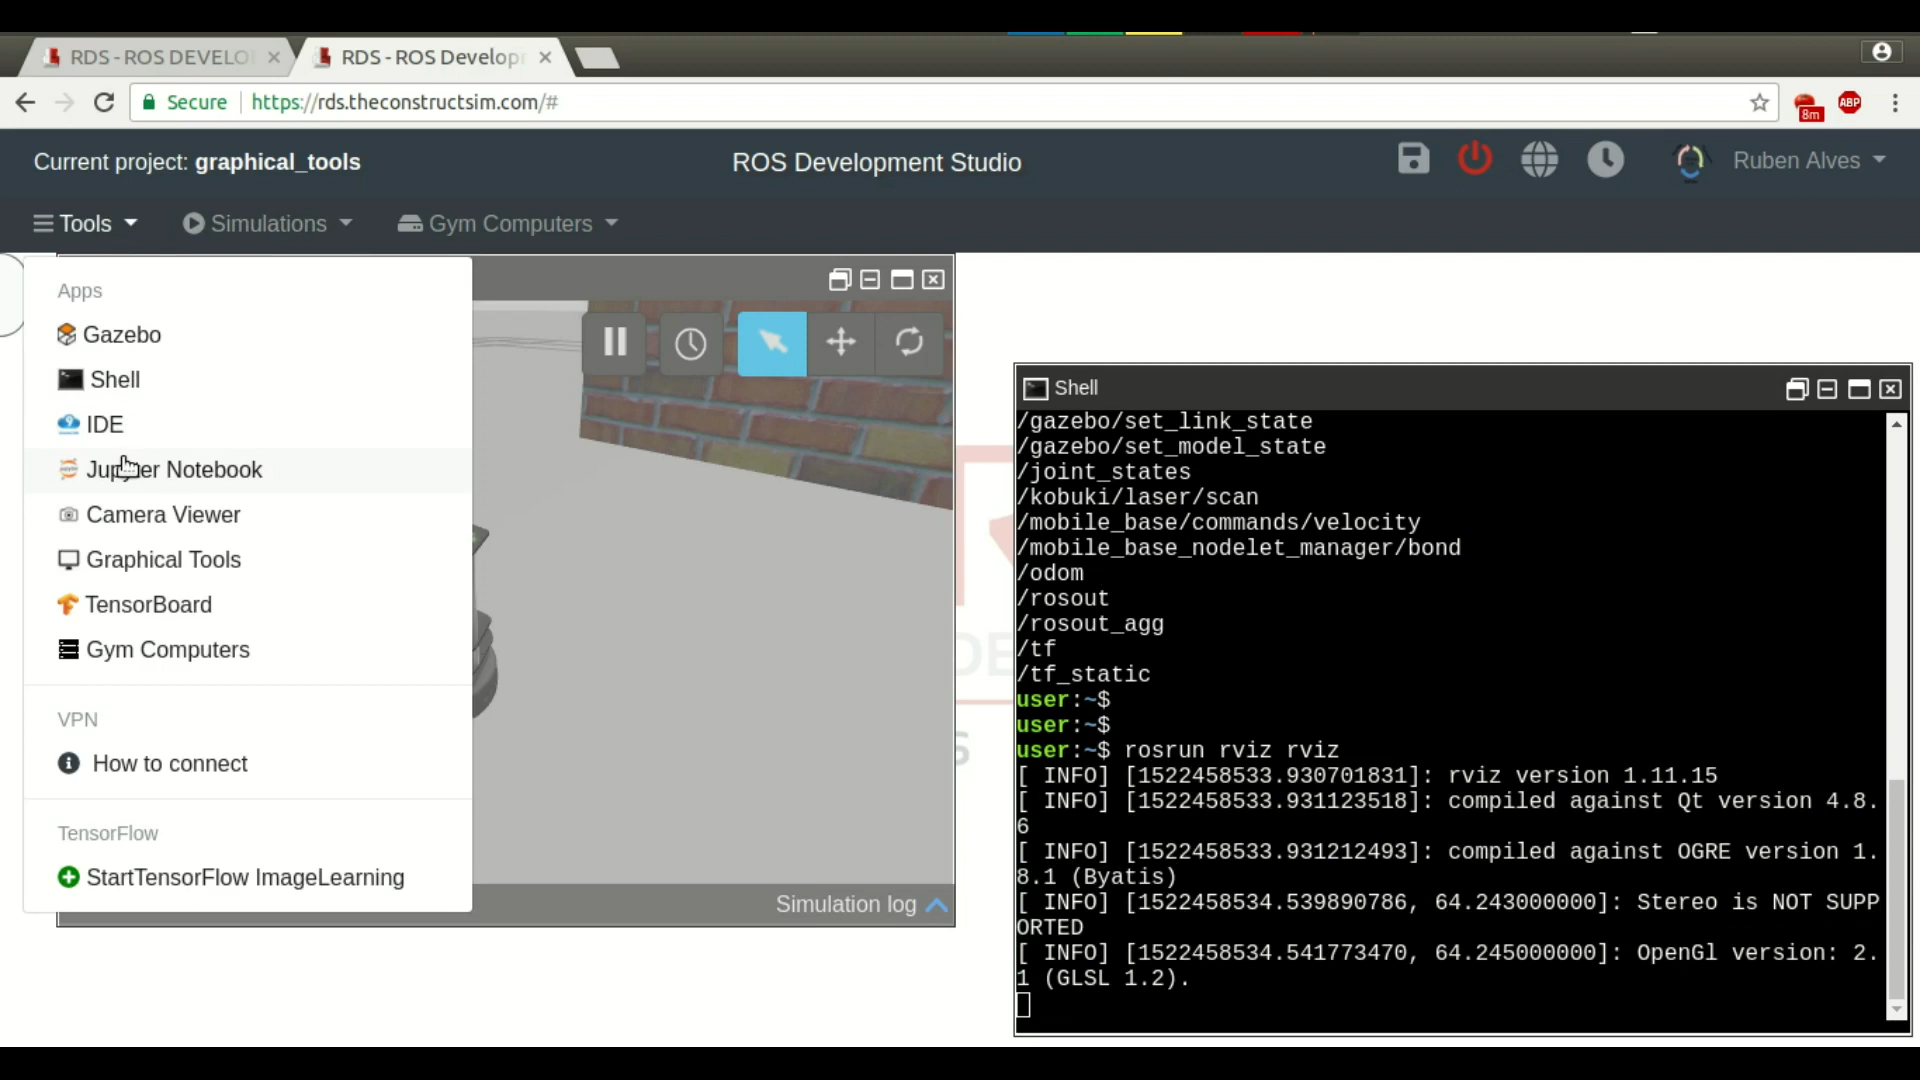 RDS - ROS DEVELO
RDS - ROS Develop
Secure https://rds.theconstructsim.com/#
8m
ABP
Current project: graphical_tools
ROS Development Studio
Ruben Alves
Tools
Simulations
Gym Computers
Apps
Gazebo
Shell
IDE
Jupyter Notebook
Camera Viewer
Graphical Tools
TensorBoard
Gym Computers
VPN
How to connect
TensorFlow
StartTensorFlow ImageLearning
Simulation log
Shell
/gazebo/set_link_state
/gazebo/set_model_state
/joint_states
/kobuki/laser/scan
/mobile_base/commands/velocity
/mobile_base_nodelet_manager/bond
/odom
/rosout
/rosout_agg
/tf
/tf_static
user:~$
user:~$
user:~$ rosrun rviz rviz
[ INFO] [1522458533.930701831]: rviz version 1.11.15
[ INFO] [1522458533.931123518]: compiled against Qt version 4.8.
6
[ INFO] [1522458533.931212493]: compiled against OGRE version 1.
8.1 (Byatis)
[ INFO] [1522458534.539890786, 64.243000000]: Stereo is NOT SUPP
ORTED
[ INFO] [1522458534.541773470, 64.245000000]: OpenGl version: 2.
1 (GLSL 1.2).